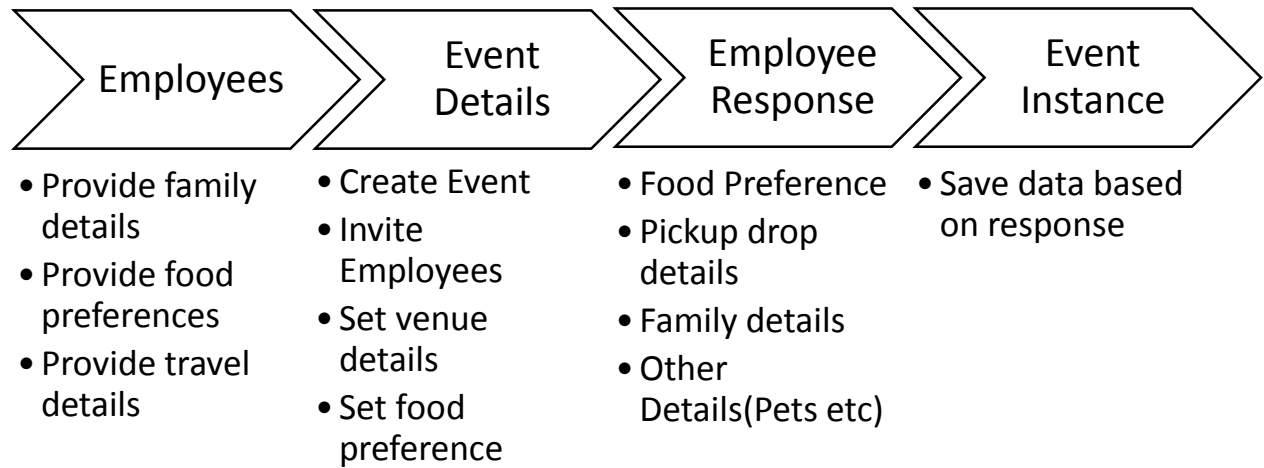 Employees
• Provide family
details
• Provide food
preferences
• Provide travel
details
Event
Details
• Create Event
• Invite
Employees
• Set venue
details
• Set food
preference
Employee
Response
• Food Preference
• Pickup drop
details
• Family details
• Other
Details(Pets etc)
Event
Instance
• Save data based
on response